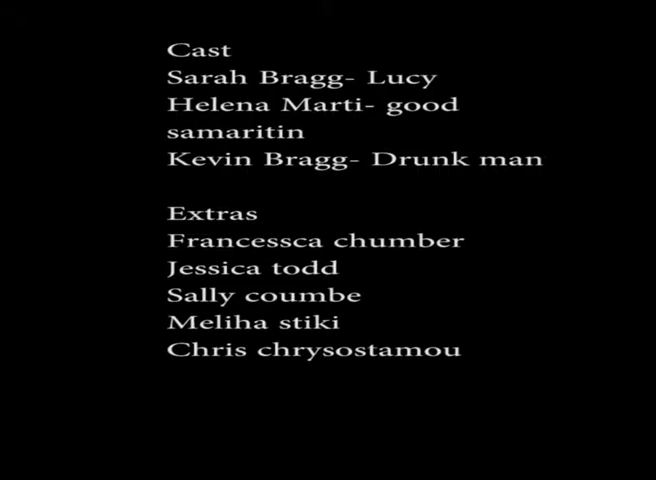 Cast
Sarah Bragg- Lucy
Helena Marti- good
samaritin
Kevin Bragg- Drunk man
Extras
Francessca chumber
Jessica todd
Sally coumbe
Meliha stiki
Chris chrysostamou